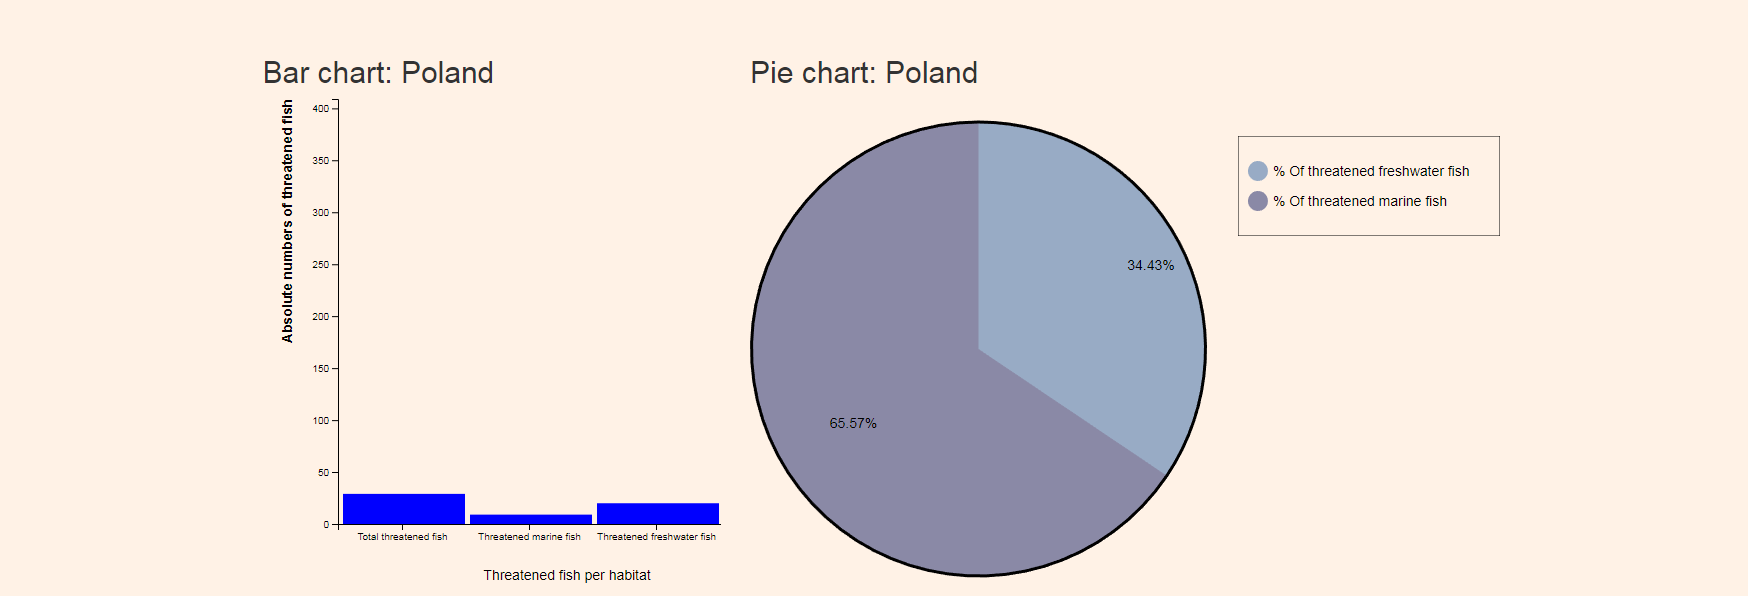 Bar chart: Poland
Absolute numbers of threatened fish
400
350
300
250
200
150
100
50
0
Total threatened fish
Threatened marine fish
Threatened freshwater fish
Threatened fish per habitat
Pie chart: Poland
34.43%
65.57%
% Of threatened freshwater fish
% Of threatened marine fish